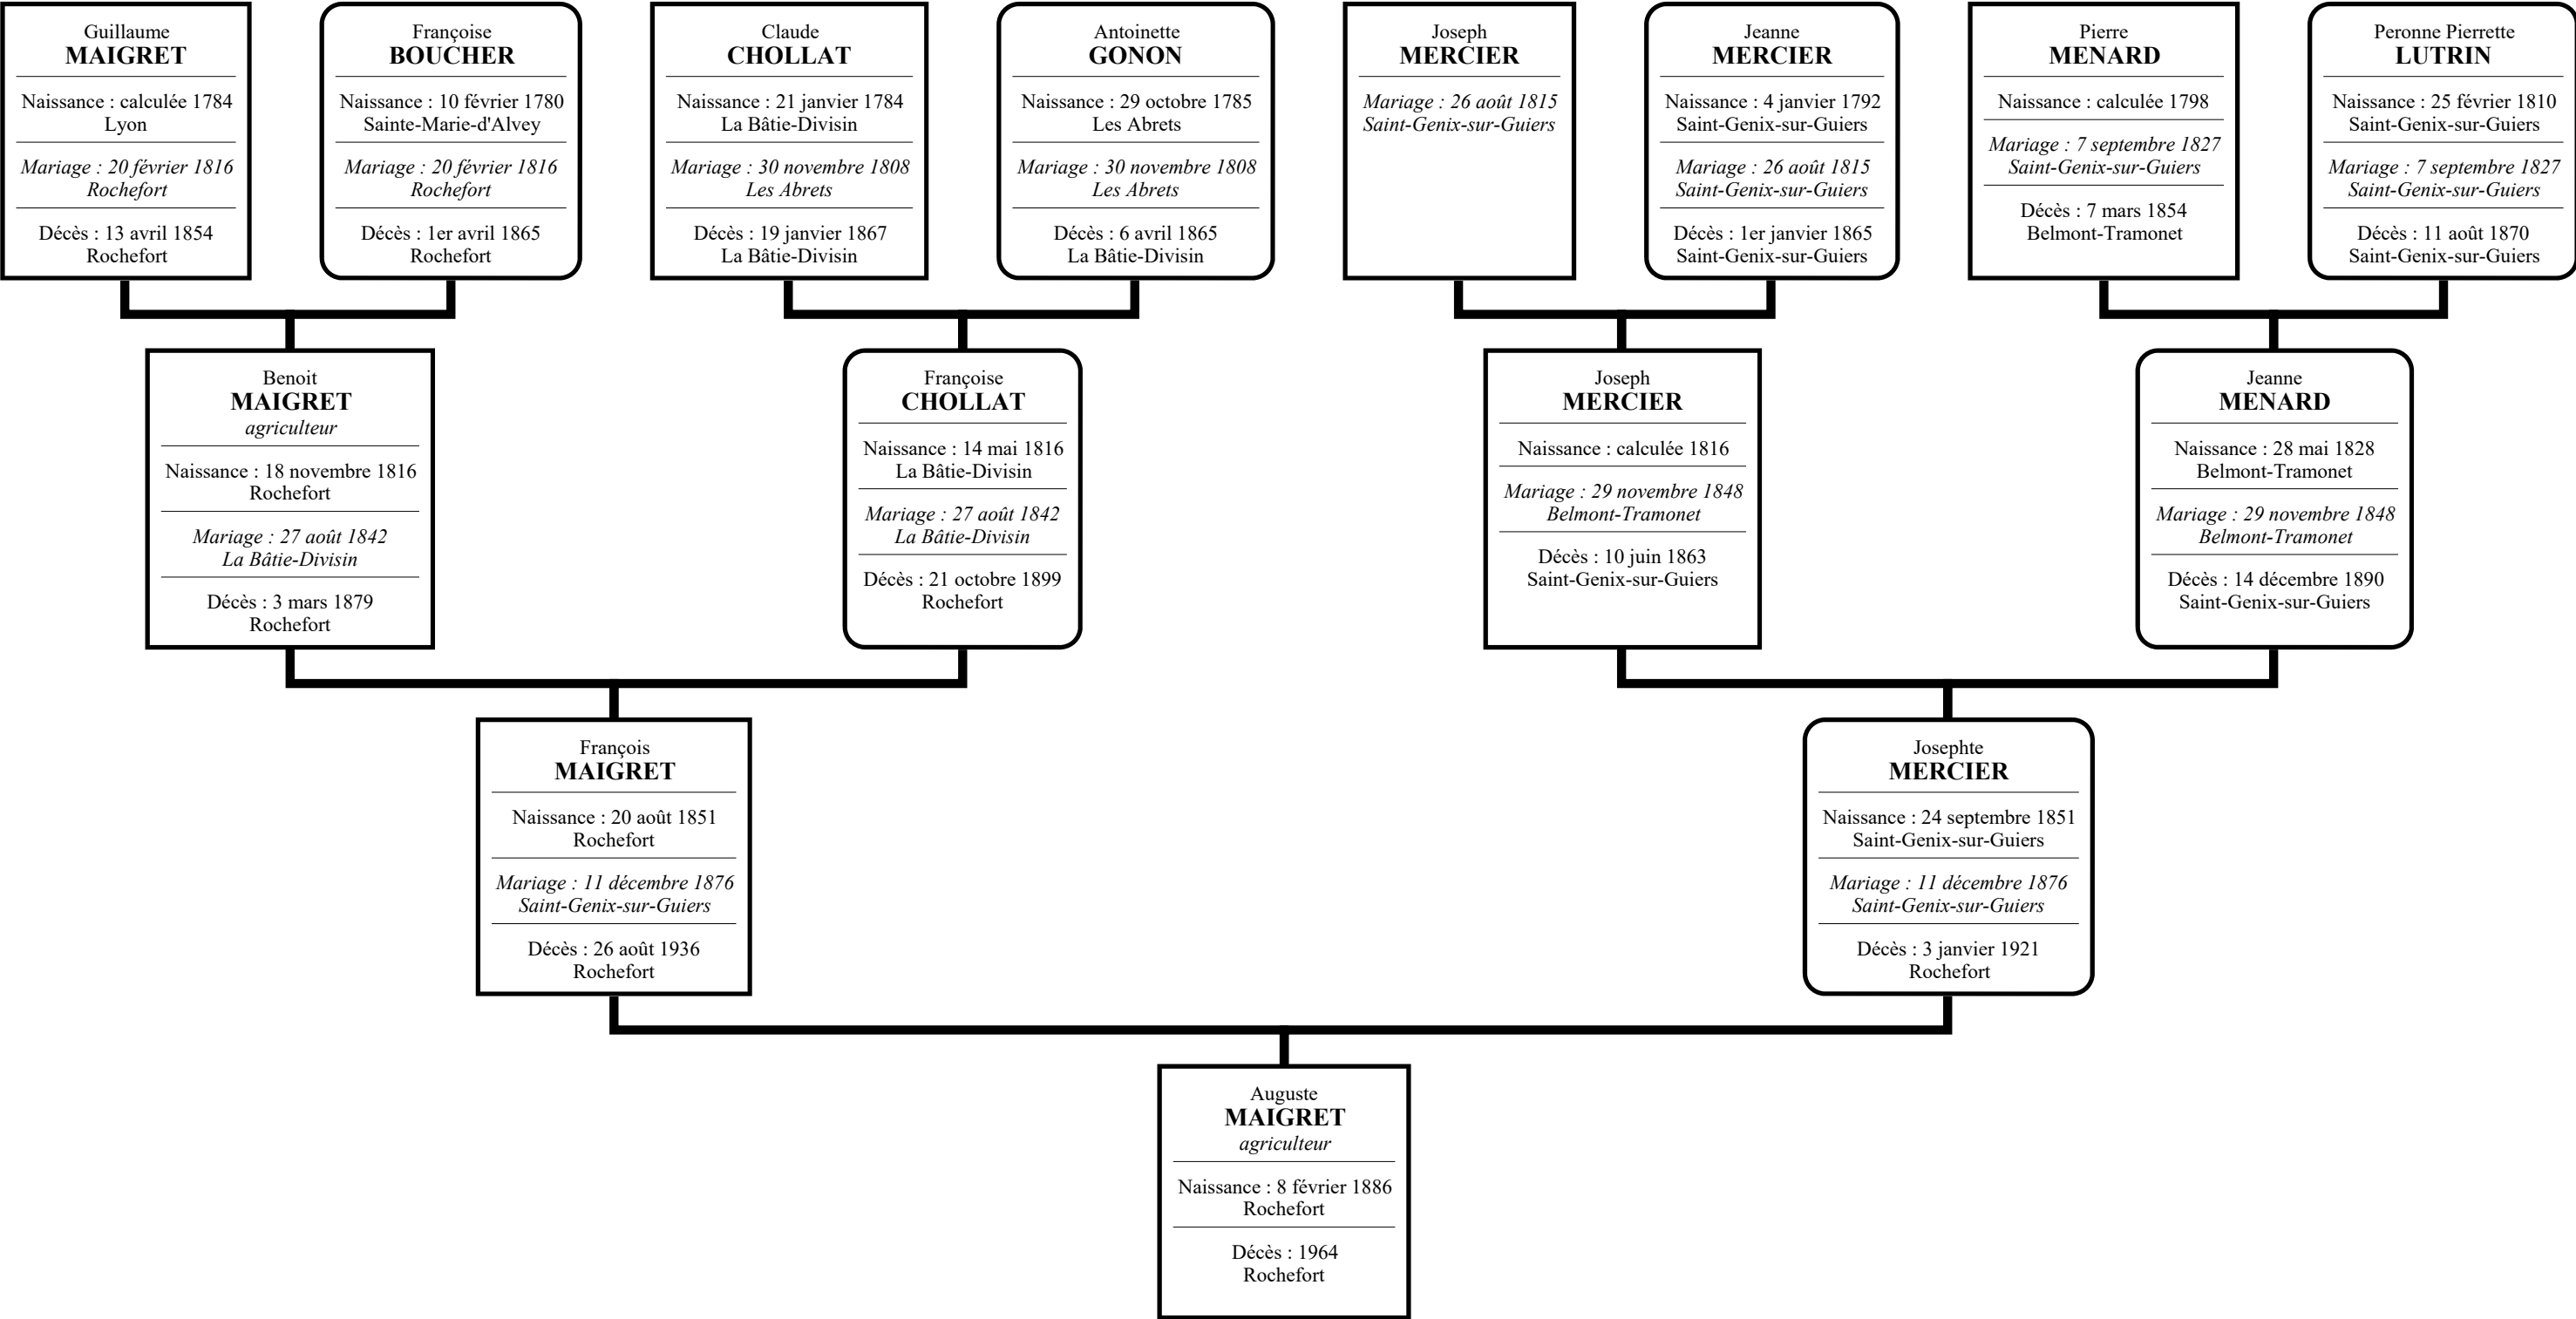 Guillaume
MAIGRET
Naissance : calculée 1784
Lyon
Mariage : 20 février 1816
Rochefort
Décès : 13 avril 1854
Rochefort
Françoise
BOUCHER
Naissance : 10 février 1780
Sainte-Marie-d'Alvey
Mariage : 20 février 1816
Rochefort
Décès : 1er avril 1865
Rochefort
Claude
CHOLLAT
Naissance : 21 janvier 1784
La Bâtie-Divisin
Mariage : 30 novembre 1808
Les Abrets
Décès : 19 janvier 1867
La Bâtie-Divisin
Antoinette
GONON
Naissance : 29 octobre 1785
Les Abrets
Mariage : 30 novembre 1808
Les Abrets
Décès : 6 avril 1865
La Bâtie-Divisin
Joseph
MERCIER
Mariage : 26 août 1815
Saint-Genix-sur-Guiers
Jeanne
MERCIER
Naissance : 4 janvier 1792
Saint-Genix-sur-Guiers
Mariage : 26 août 1815
Saint-Genix-sur-Guiers
Décès : 1er janvier 1865
Saint-Genix-sur-Guiers
Pierre
MENARD
Naissance : calculée 1798
Mariage : 7 septembre 1827
Saint-Genix-sur-Guiers
Décès : 7 mars 1854
Belmont-Tramonet
Peronne Pierrette
LUTRIN
Naissance : 25 février 1810
Saint-Genix-sur-Guiers
Mariage : 7 septembre 1827
Saint-Genix-sur-Guiers
Décès : 11 août 1870
Saint-Genix-sur-Guiers
Benoit
MAIGRET
agriculteur
Naissance : 18 novembre 1816
Rochefort
Mariage : 27 août 1842
La Bâtie-Divisin
Décès : 3 mars 1879
Rochefort
Françoise
CHOLLAT
Naissance : 14 mai 1816
La Bâtie-Divisin
Mariage : 27 août 1842
La Bâtie-Divisin
Décès : 21 octobre 1899
Rochefort
Joseph
MERCIER
Naissance : calculée 1816
Mariage : 29 novembre 1848
Belmont-Tramonet
Décès : 10 juin 1863
Saint-Genix-sur-Guiers
Jeanne
MENARD
Naissance : 28 mai 1828
Belmont-Tramonet
Mariage : 29 novembre 1848
Belmont-Tramonet
Décès : 14 décembre 1890
Saint-Genix-sur-Guiers
François
MAIGRET
Naissance : 20 août 1851
Rochefort
Mariage : 11 décembre 1876
Saint-Genix-sur-Guiers
Décès : 26 août 1936
Rochefort
Josephte
MERCIER
Naissance : 24 septembre 1851
Saint-Genix-sur-Guiers
Mariage : 11 décembre 1876
Saint-Genix-sur-Guiers
Décès : 3 janvier 1921
Rochefort
Auguste
MAIGRET
agriculteur
Naissance : 8 février 1886
Rochefort
Décès : 1964
Rochefort